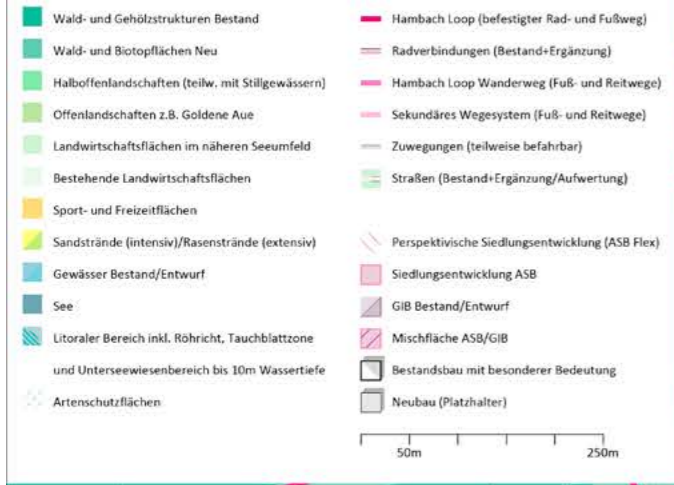 Wald- und Gehölzstrukturen Bestand
Wald- und Biotopflächen Neu
Halboffenlandschaften (teilw. mit Stillgewässern)
Offenlandschaften z.B. Goldene Aue
Landwirtschaftsflächen im näheren Seeumfeld
Bestehende Landwirtschaftsflächen
Sport- und Freizeitflächen
Sandstrände (intensiv)/Rasenstrände (extensiv)
Gewässer Bestand/Entwurf
See
Litoraler Bereich inkl. Röhricht, Tauchblattzone
und Unterseewiesenbereich bis 10m Wassertiefe
Artenschutzflächen
Hambach Loop (befestigter Rad- und Fußweg)
Radverbindungen (Bestand+Ergänzung)
Hambach Loop Wanderweg (Fuß- und Reitwege)
Sekundäres Wegesystem (Fuß- und Reitwege)
Zuwegungen (teilweise befahrbar)
Straßen (Bestand+Ergänzung/Aufwertung)
Perspektivische Siedlungsentwicklung (ASB Flex)
Siedlungsentwicklung ASB
GIB Bestand/Entwurf
Mischfläche ASB/GIB
Bestandsbau mit besonderer Bedeutung
Neubau (Platzhalter)
50m 250m